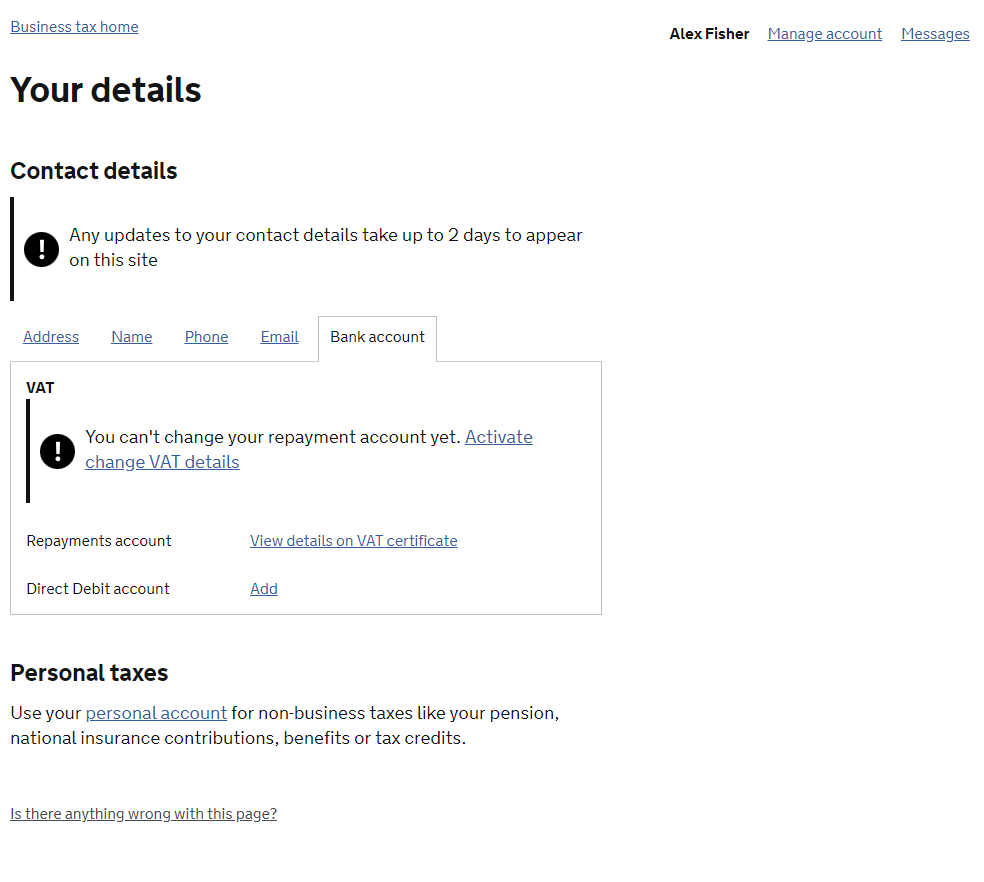 Business tax home
Alex Fisher Manage account Messages
Your details
Contact details
! Any updates to your contact details take up to 2 days to appear
on this site
Address Name Phone Email Bank account
VAT
! You can't change your repayment account yet. Activate
change VAT details
Repayments account View details on VAT certificate
Direct Debit account Add
Personal taxes
Use your personal account for non-business taxes like your pension,
national insurance contributions, benefits or tax credits.
Is there anything wrong with this page?